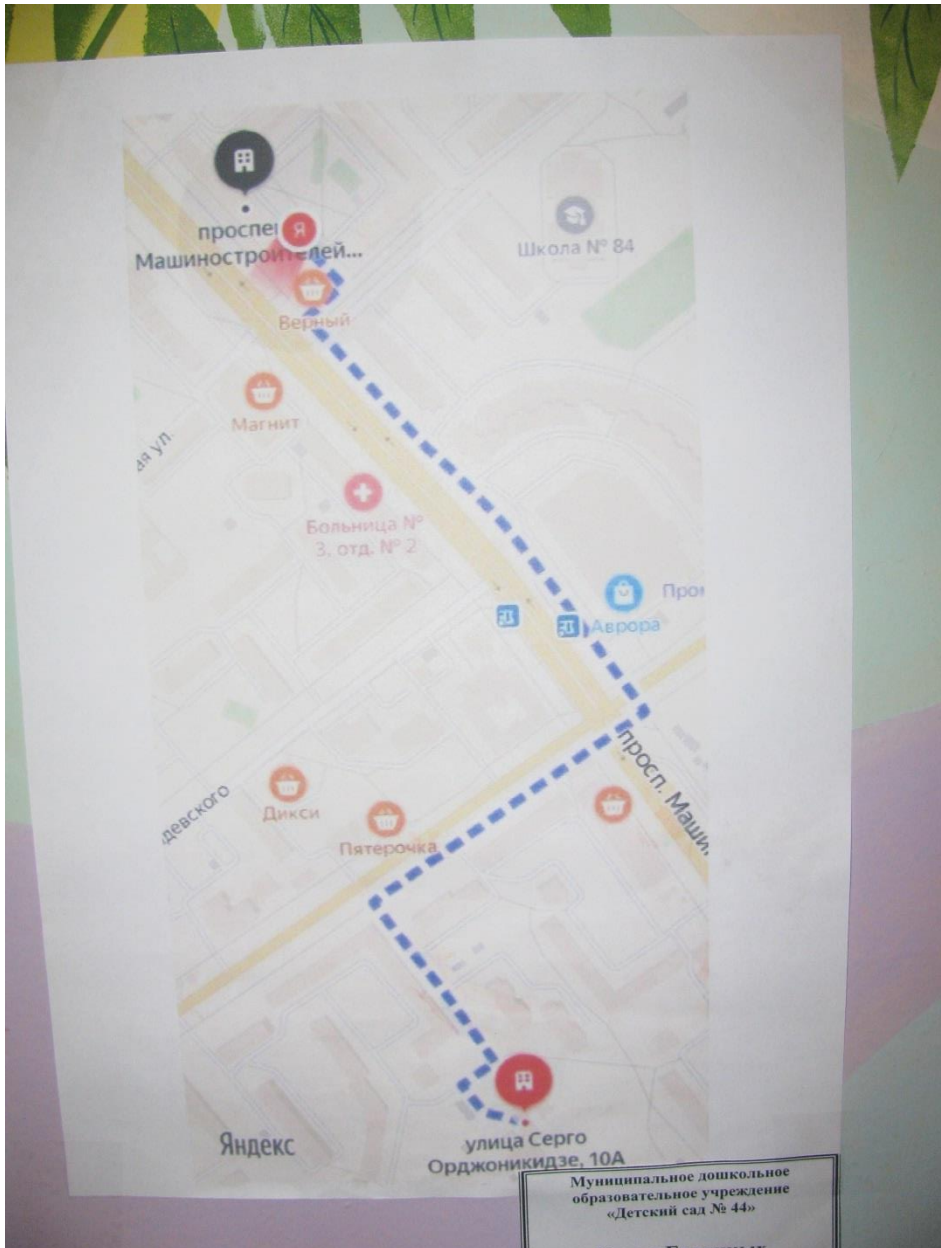 проспе
Я
Машиностроителей...
Школа № 84
Верный
Магнит
ая ул.
Больница №
3, отд. № 2
Пром
Аврора
просп. Маши.
Дикси
девского
Пятерочка
Яндекс
улица Серго
Орджоникидзе, 10А
Муниципальное дошкольное
образовательное учреждение
«Детский сад № 44»